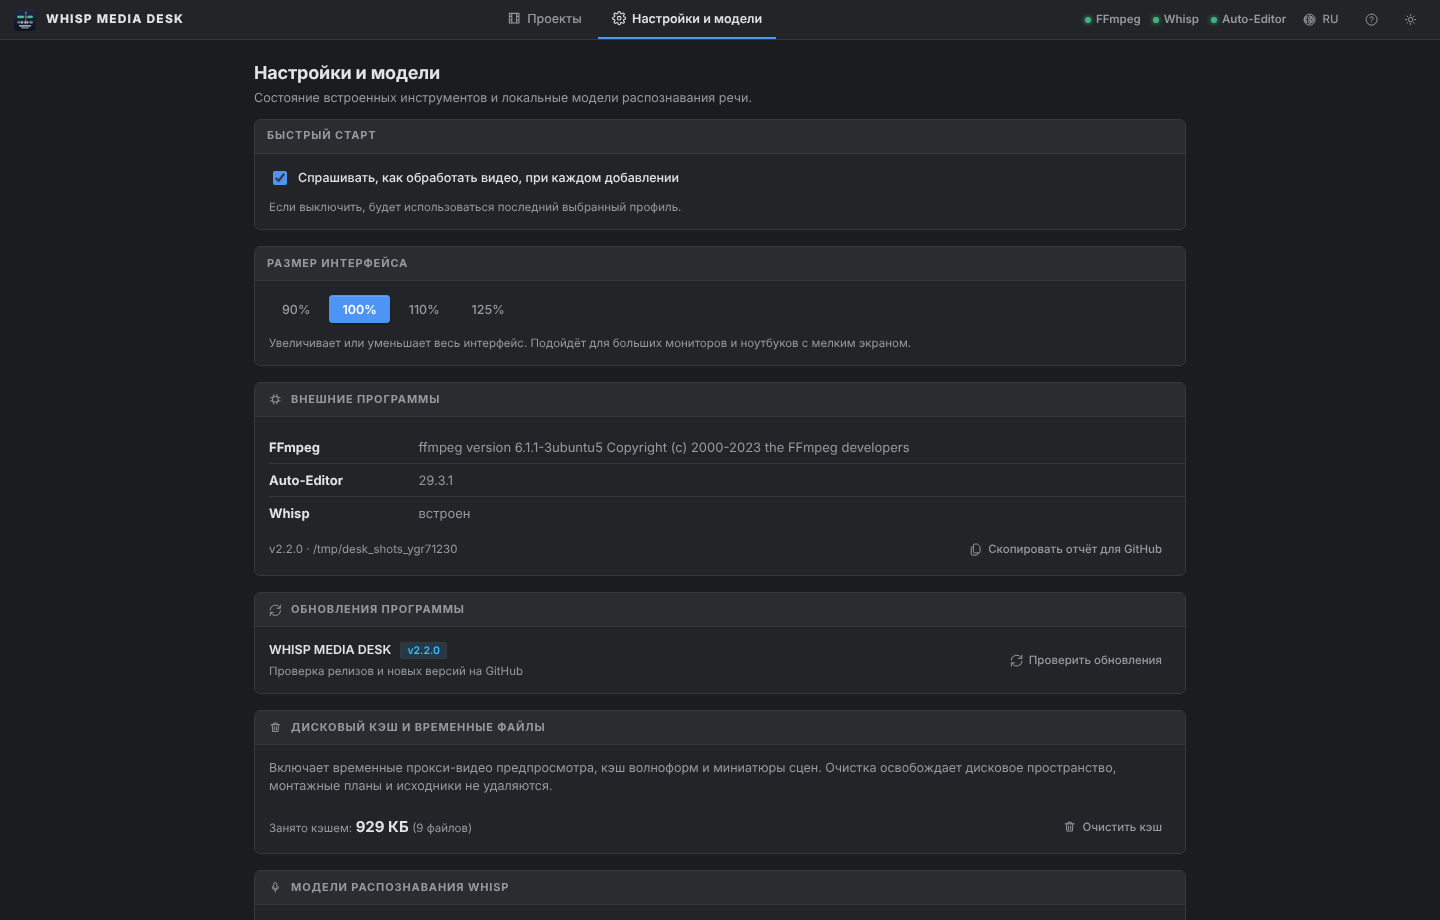 WHISP MEDIA DESK
Проекты
Настройки и модели
FFmpeg
Whisp
Auto-Editor
RU
Настройки и модели
Состояние встроенных инструментов и локальные модели распознавания речи.
БЫСТРЫЙ СТАРТ
Спрашивать, как обработать видео, при каждом добавлении
Если выключить, будет использоваться последний выбранный профиль.
РАЗМЕР ИНТЕРФЕЙСА
90% 100% 110% 125%
Увеличивает или уменьшает весь интерфейс. Подойдёт для больших мониторов и ноутбуков с мелким экраном.
ВНЕШНИЕ ПРОГРАММЫ
FFmpeg ffmpeg version 6.1.1-3ubuntu5 Copyright (c) 2000-2023 the FFmpeg developers
Auto-Editor 29.3.1
Whisp встроен
v2.2.0 · /tmp/desk_shots_ygr71230
Скопировать отчёт для GitHub
ОБНОВЛЕНИЯ ПРОГРАММЫ
WHISP MEDIA DESK v2.2.0
Проверка релизов и новых версий на GitHub
Проверить обновления
ДИСКОВЫЙ КЭШ И ВРЕМЕННЫЕ ФАЙЛЫ
Включает временные прокси-видео предпросмотра, кэш волноформ и миниатюры сцен. Очистка освобождает дисковое пространство,
монтажные планы и исходники не удаляются.
Занято кэшем: 929 КБ (9 файлов)
Очистить кэш
МОДЕЛИ РАСПОЗНАВАНИЯ WHISP